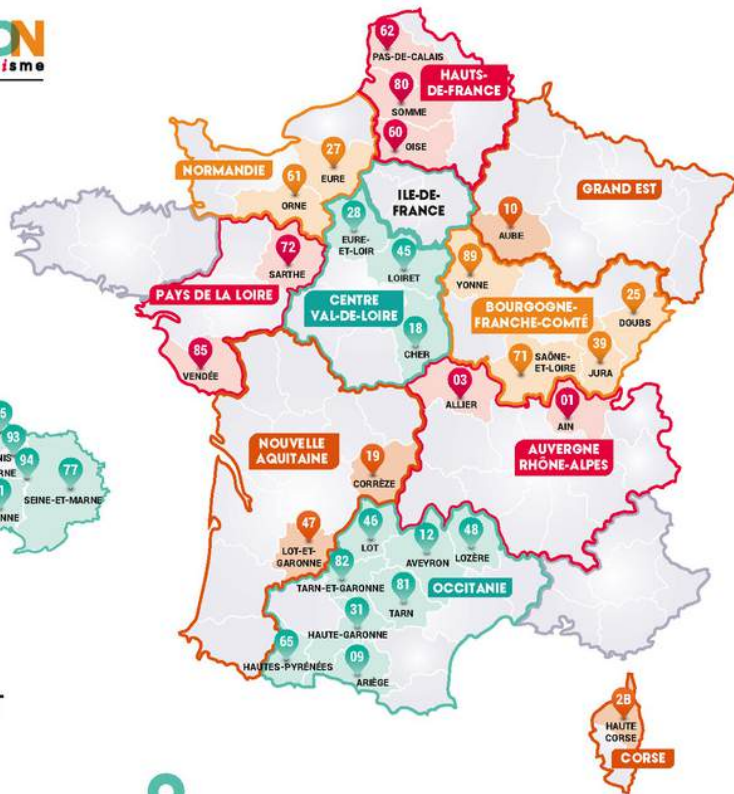 ON
isme
62
PAS-DE-CALAIS
HAUTS-
DE-FRANCE
80
SOMME
60
OISE
NORMANDIE
27
EURE
61
ORNE
ILE-DE-
FRANCE
GRAND EST
10
AUBE
28
EURE-
ET-LOIR
45
LOIRET
72
SARTHE
89
YONNE
PAYS DE LA LOIRE
CENTRE
VAL-DE-LOIRE
BOURGOGNE-
FRANCHE-COMTÉ
25
DOUBS
18
CHER
71
SAÔNE-
ET-LOIRE
39
JURA
85
VENDÉE
03
ALLIER
01
AIN
AUVERGNE
RHÔNE-ALPES
93
94
77
SEINE-ET-MARNE
NOUVELLE
AQUITAINE
19
CORRÈZE
47
LOT-ET-
GARONNE
46
LOT
12
AVEYRON
48
LOZÈRE
82
TARN-ET-GARONNE
81
TARN
OCCITANIE
31
HAUTE-GARONNE
65
HAUTES-PYRÉNÉES
09
ARIÈGE
2B
HAUTE
CORSE
CORSE